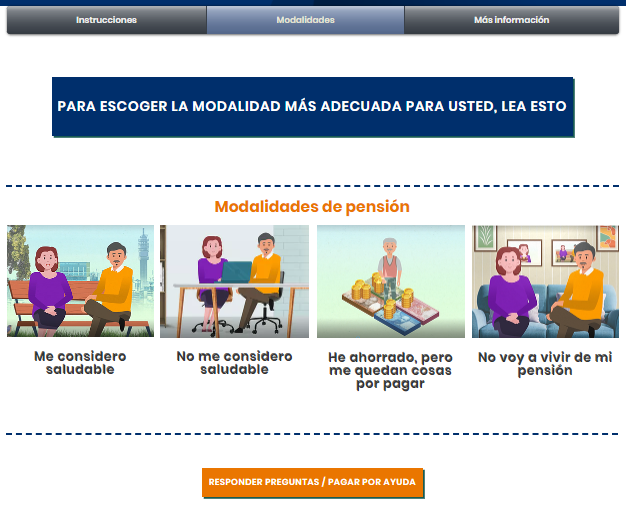 Instrucciones
Modalidades
Más información
PARA ESCOGER LA MODALIDAD MÁS ADECUADA PARA USTED, LEA ESTO
Modalidades de pensión
Me considero
saludable
No me considero
saludable
He ahorrado, pero
me quedan cosas
por pagar
No voy a vivir de mi
pensión
RESPONDER PREGUNTAS / PAGAR POR AYUDA